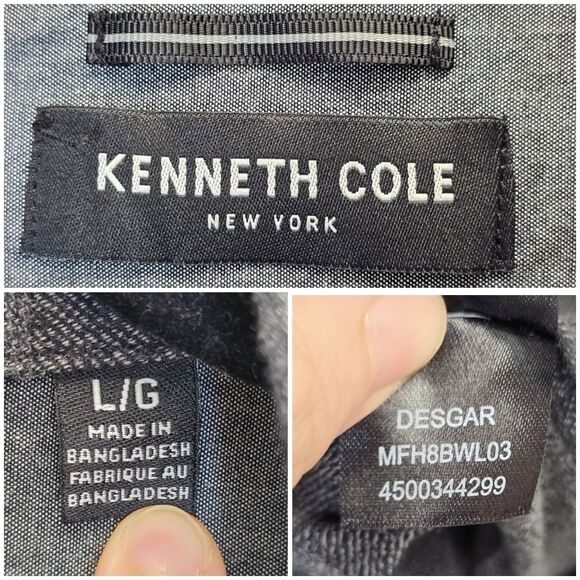 KENNETH COLE
NEW YORK
L/G
MADE IN
BANGLADESH
FABRIQUE AU
BANGLADESH
DESGAR
MFH8BWL03
4500344299